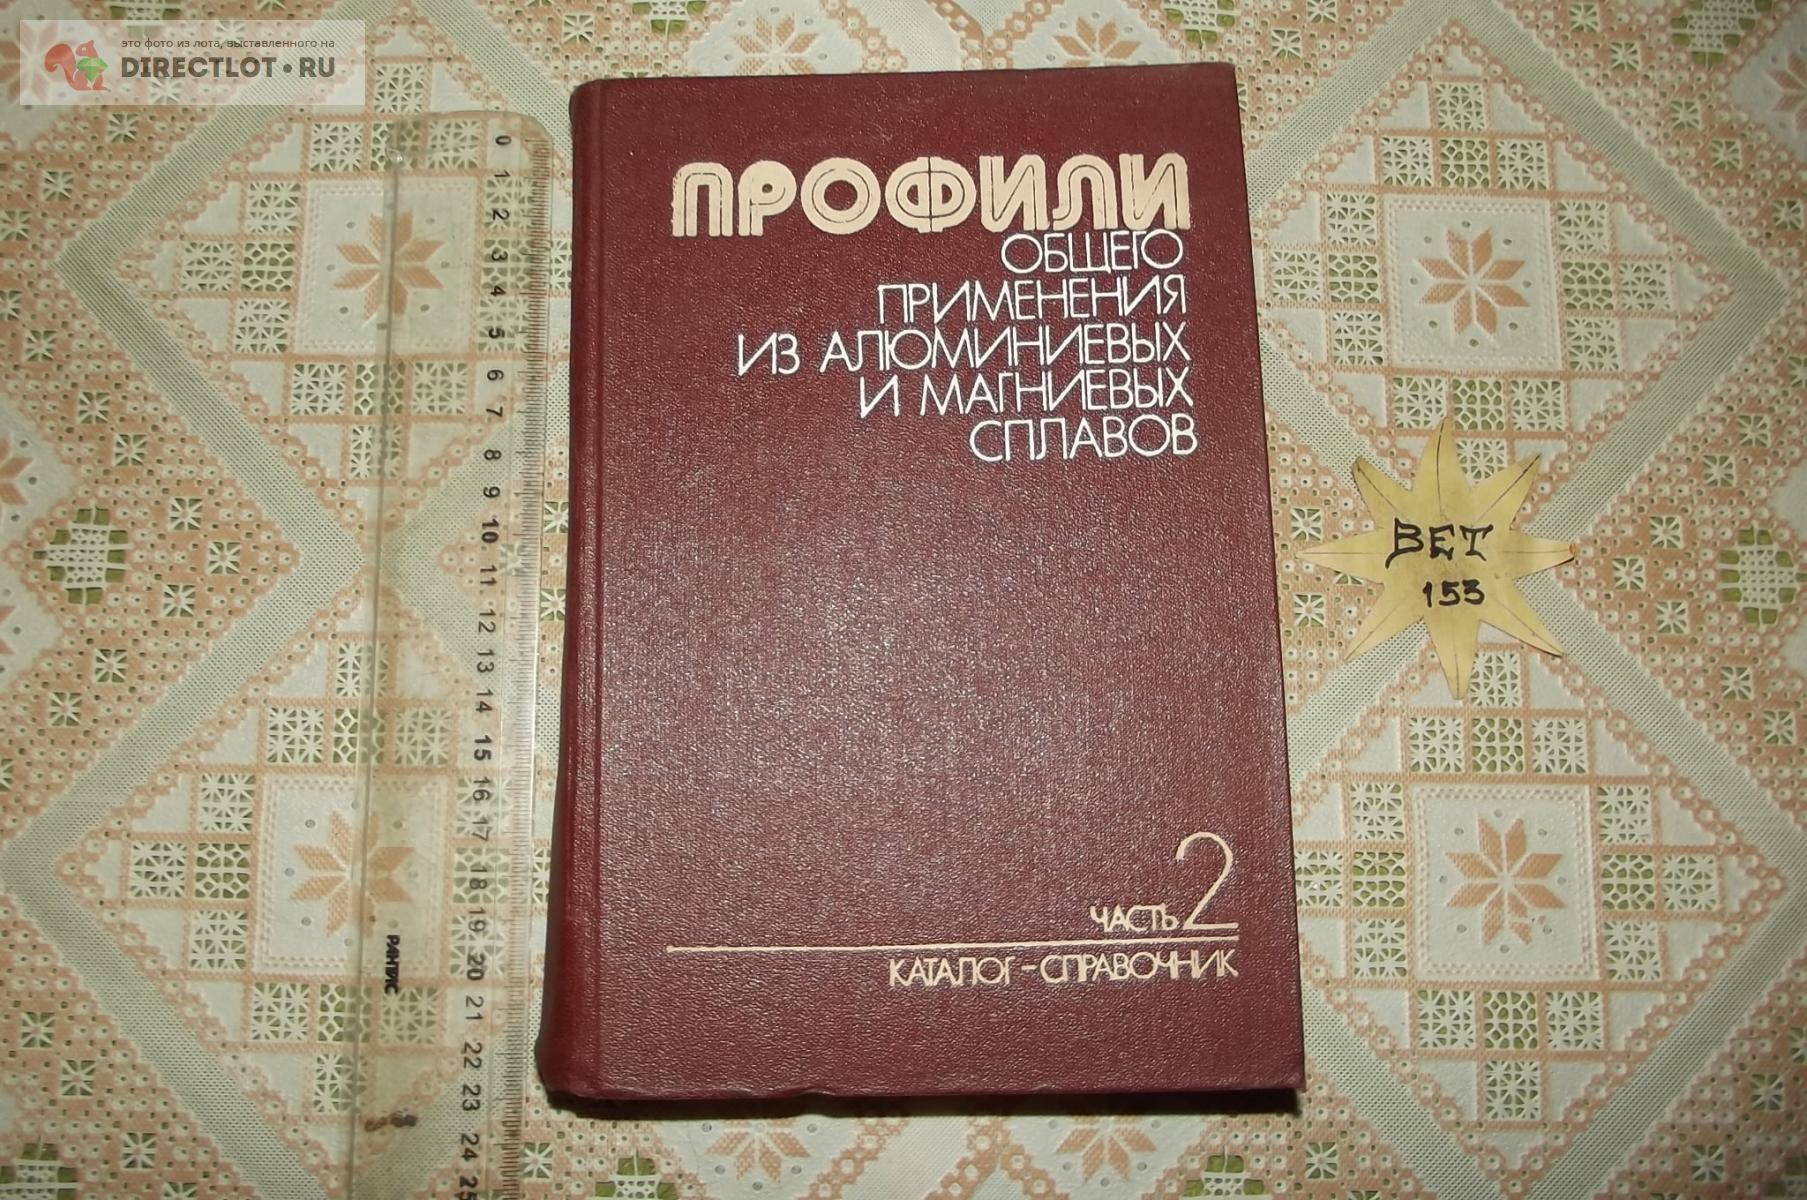 это фото из лота, выставленного на
DIRECTLOT•RU
ПРОФИЛИ
ОБЩЕГО
ПРИМЕНЕНИЯ
ИЗ АЛЮМИНИЕВЫХ
И МАГНИЕВЫХ
СПЛАВОВ
ЧАСТЬ 2
КАТАЛОГ-СПРАВОЧНИК
ВЕТ
153
0 1 2 3 4 5 6 7 8 9 10 11 12 13 14 15 16 17 18 19 20 21 22 23 24 25
РАНТИС